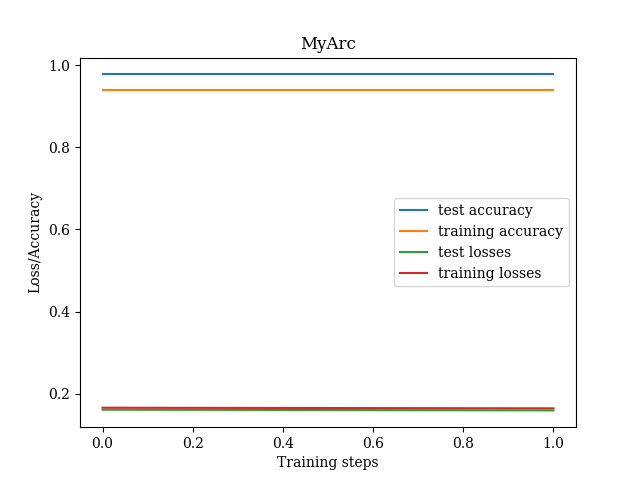 MyArc
1.0
0.8
0.6
0.4
0.2
Loss/Accuracy
test accuracy
training accuracy
test losses
training losses
0.0 0.2 0.4 0.6 0.8 1.0
Training steps